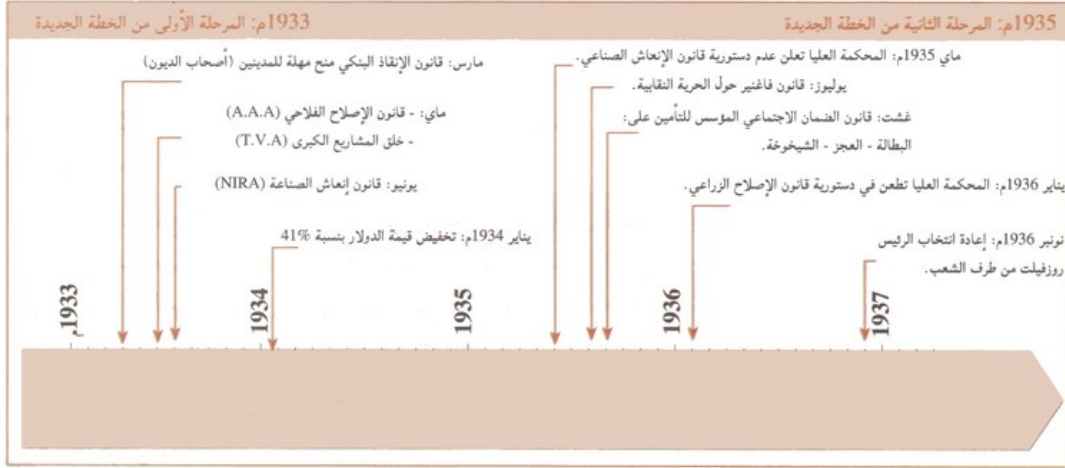 1933م: المرحلة الأولى من الخطة الجديدة
1935م: المرحلة الثانية من الخطة الجديدة
مارس: قانون الإنقاذ البنكي منح مهلة للمدينين (أصحاب الديون)
ماي: - قانون الإصلاح الفلاحي (A.A.A)
- خلق المشاريع الكبرى (T.V.A)
يونيو: قانون إنعاش الصناعة (NIRA)
يناير 1934م: تخفيض قيمة الدولار بنسبة 41%
ماي 1935م: المحكمة العليا تعلن عدم دستورية قانون الإنعاش الصناعي.
يوليوز: قانون فاغنير حول الحرية النقابية.
غشت: قانون الضمان الاجتماعي المؤسس للتأمين على:
البطالة - العجز - الشيخوخة.
يناير 1936م: المحكمة العليا تطعن في دستورية قانون الإصلاح الزراعي.
نونبر 1936م: إعادة انتخاب الرئيس
روزفيلت من طرف الشعب.
1933م
1934
1935
1936
1937